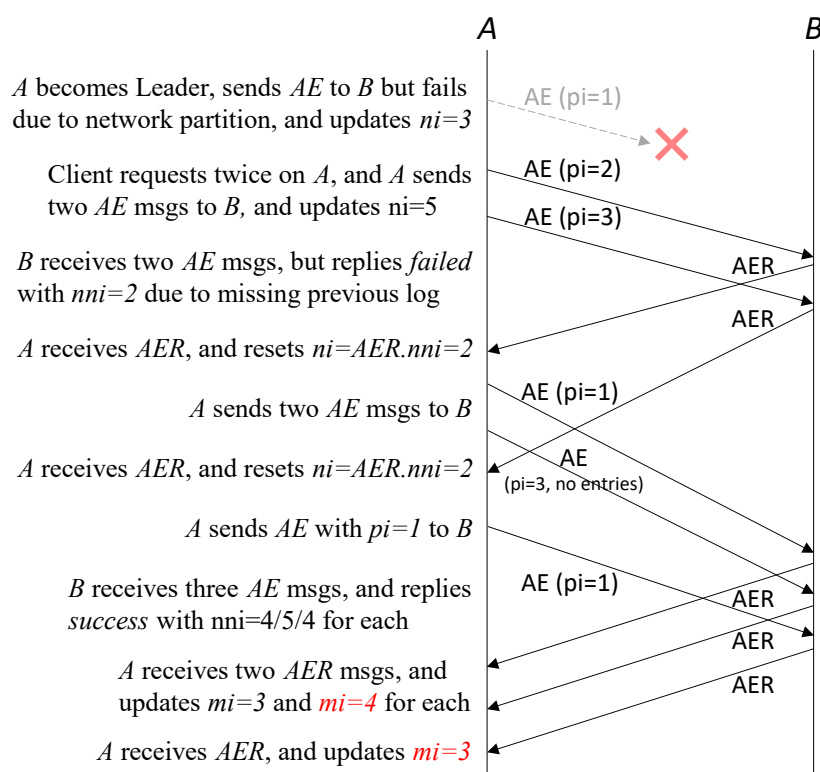 A B
A becomes Leader, sends AE to B but fails
due to network partition, and updates ni=3
AE (pi=1)
Client requests twice on A, and A sends
two AE msgs to B, and updates ni=5
AE (pi=2)
AE (pi=3)
B receives two AE msgs, but replies failed
with nni=2 due to missing previous log
AER
AER
A receives AER, and resets ni=AER.nni=2
A sends two AE msgs to B
AE (pi=1)
A receives AER, and resets ni=AER.nni=2
AE
(pi=3, no entries)
A sends AE with pi=1 to B
AE (pi=1)
B receives three AE msgs, and replies
success with nni=4/5/4 for each
AER
AER
A receives two AER msgs, and
updates mi=3 and mi=4 for each
AER
A receives AER, and updates mi=3